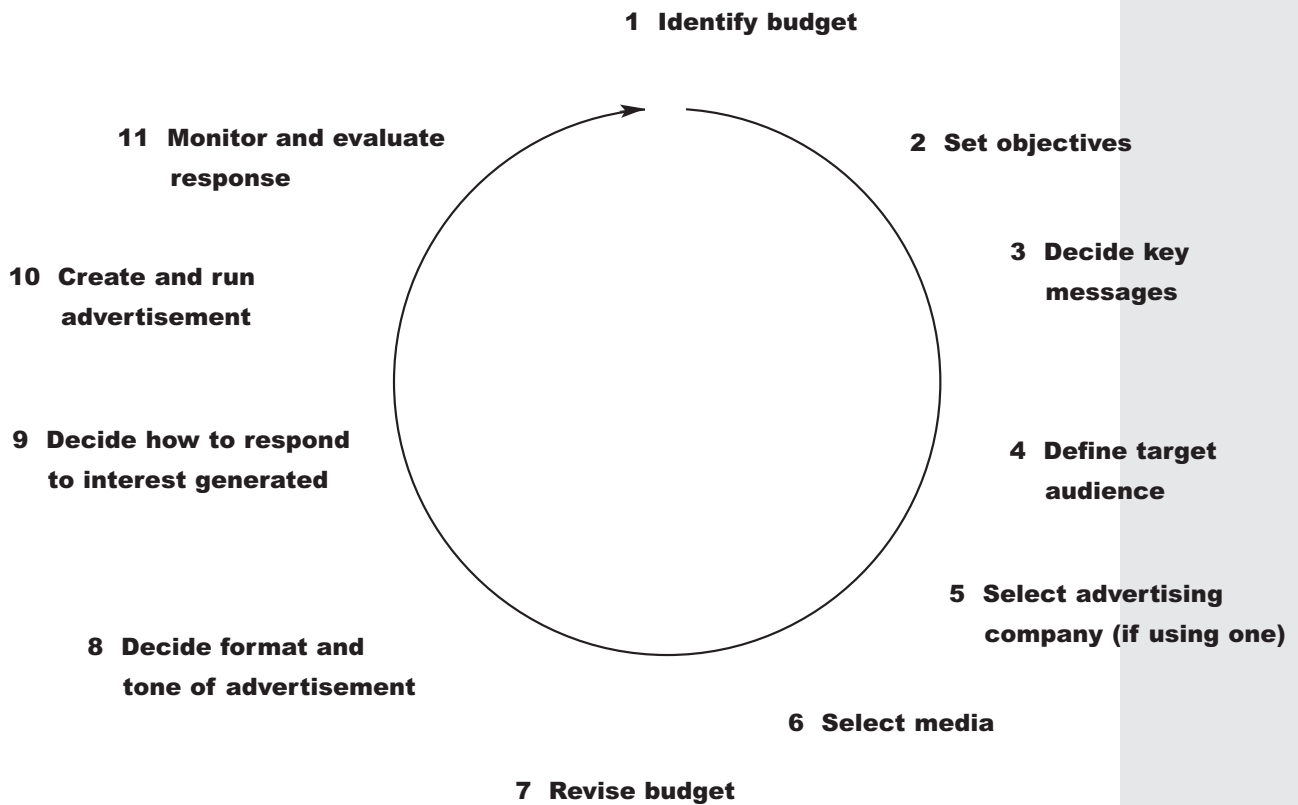 1 Identify budget
2 Set objectives
3 Decide key
messages
4 Define target
audience
5 Select advertising
company (if using one)
6 Select media
7 Revise budget
8 Decide format and
tone of advertisement
9 Decide how to respond
to interest generated
10 Create and run
advertisement
11 Monitor and evaluate
response